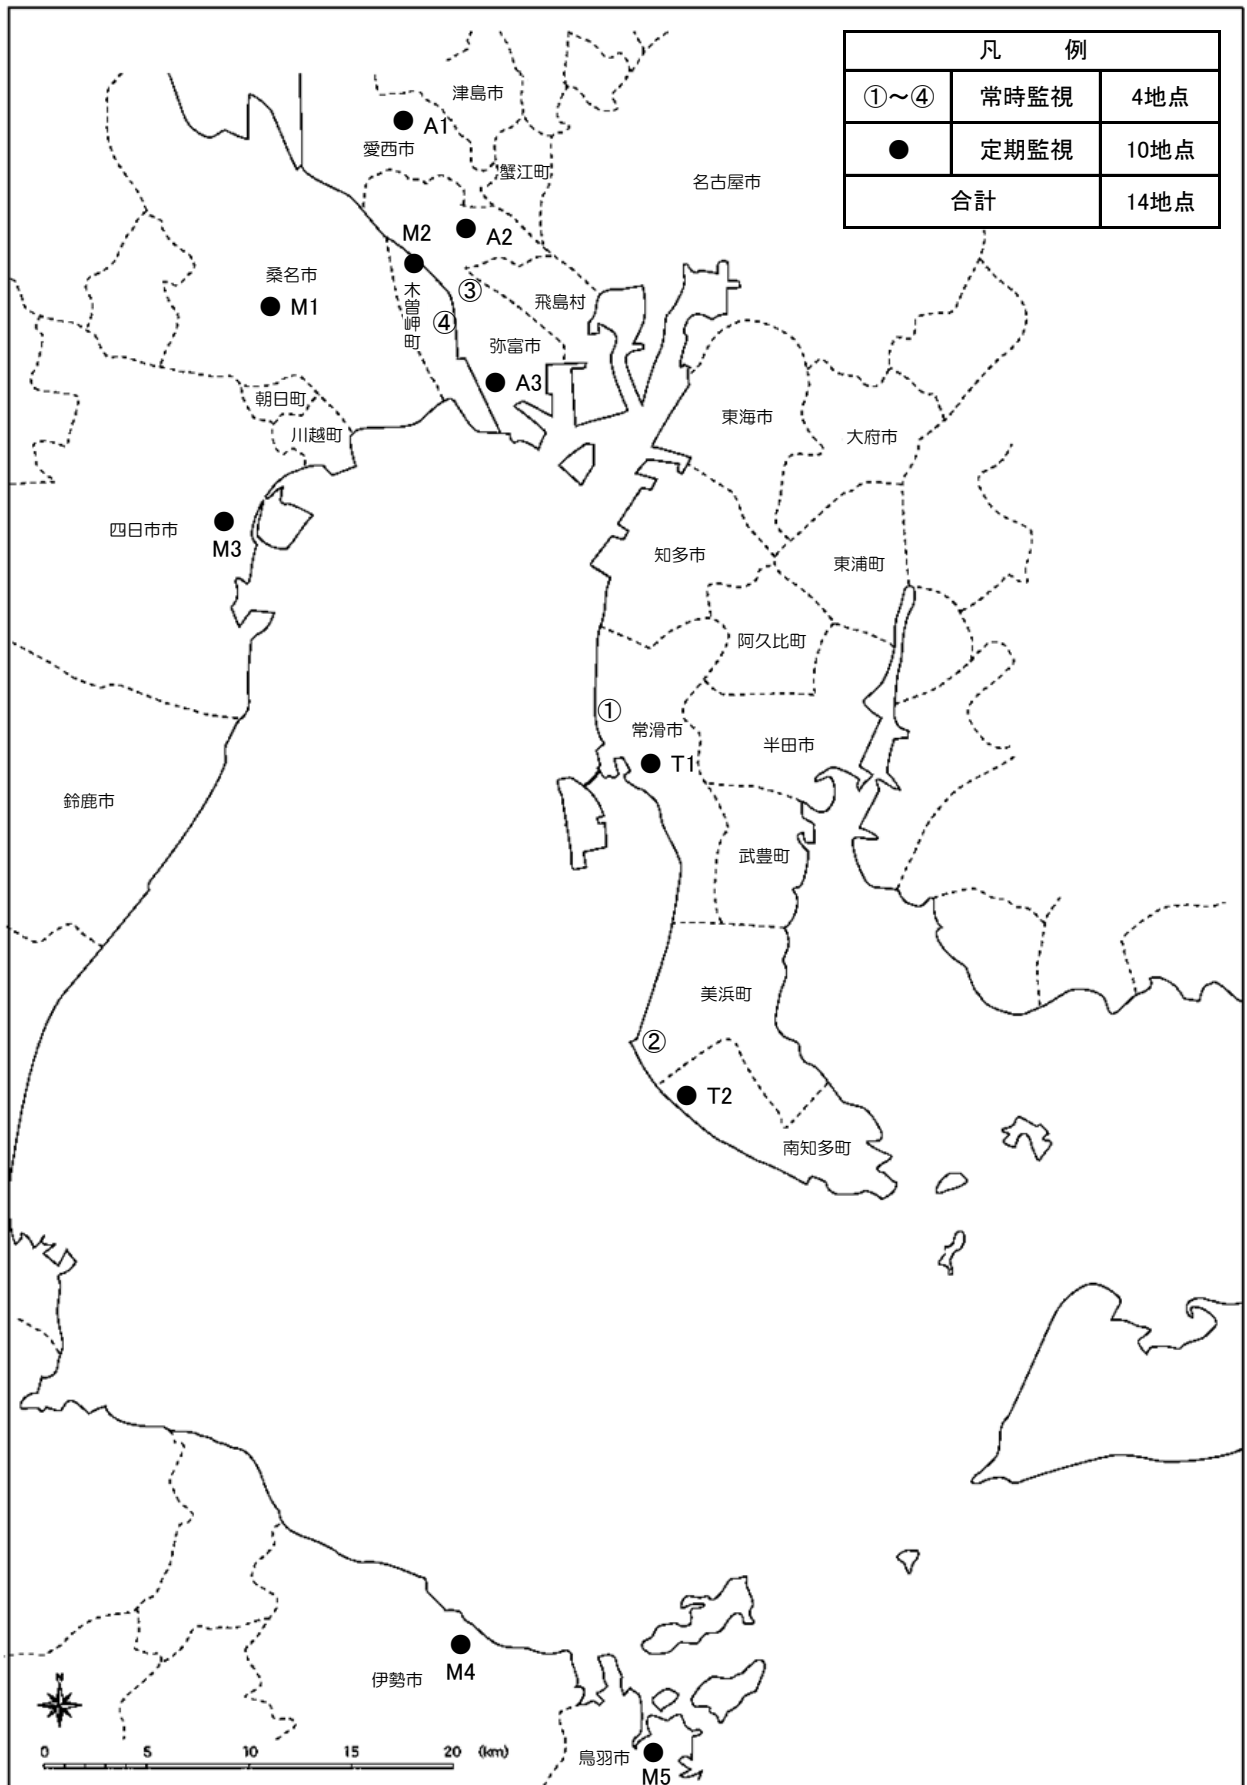 凡 例
①～④ 常時監視 4地点
● 定期監視 10地点
合計 14地点
津島市
A1
愛西市
蟹江町
名古屋市
M2
A2
桑名市
③
飛島村
M1
木曽岬町
④
弥富市
A3
朝日町
東海市
川越町
大府市
四日市市
M3
知多市
東浦町
阿久比町
①
常滑市
半田市
T1
鈴鹿市
武豊町
美浜町
②
T2
南知多町
伊勢市
M4
N
0 5 10 15 20 (km)
鳥羽市
M5